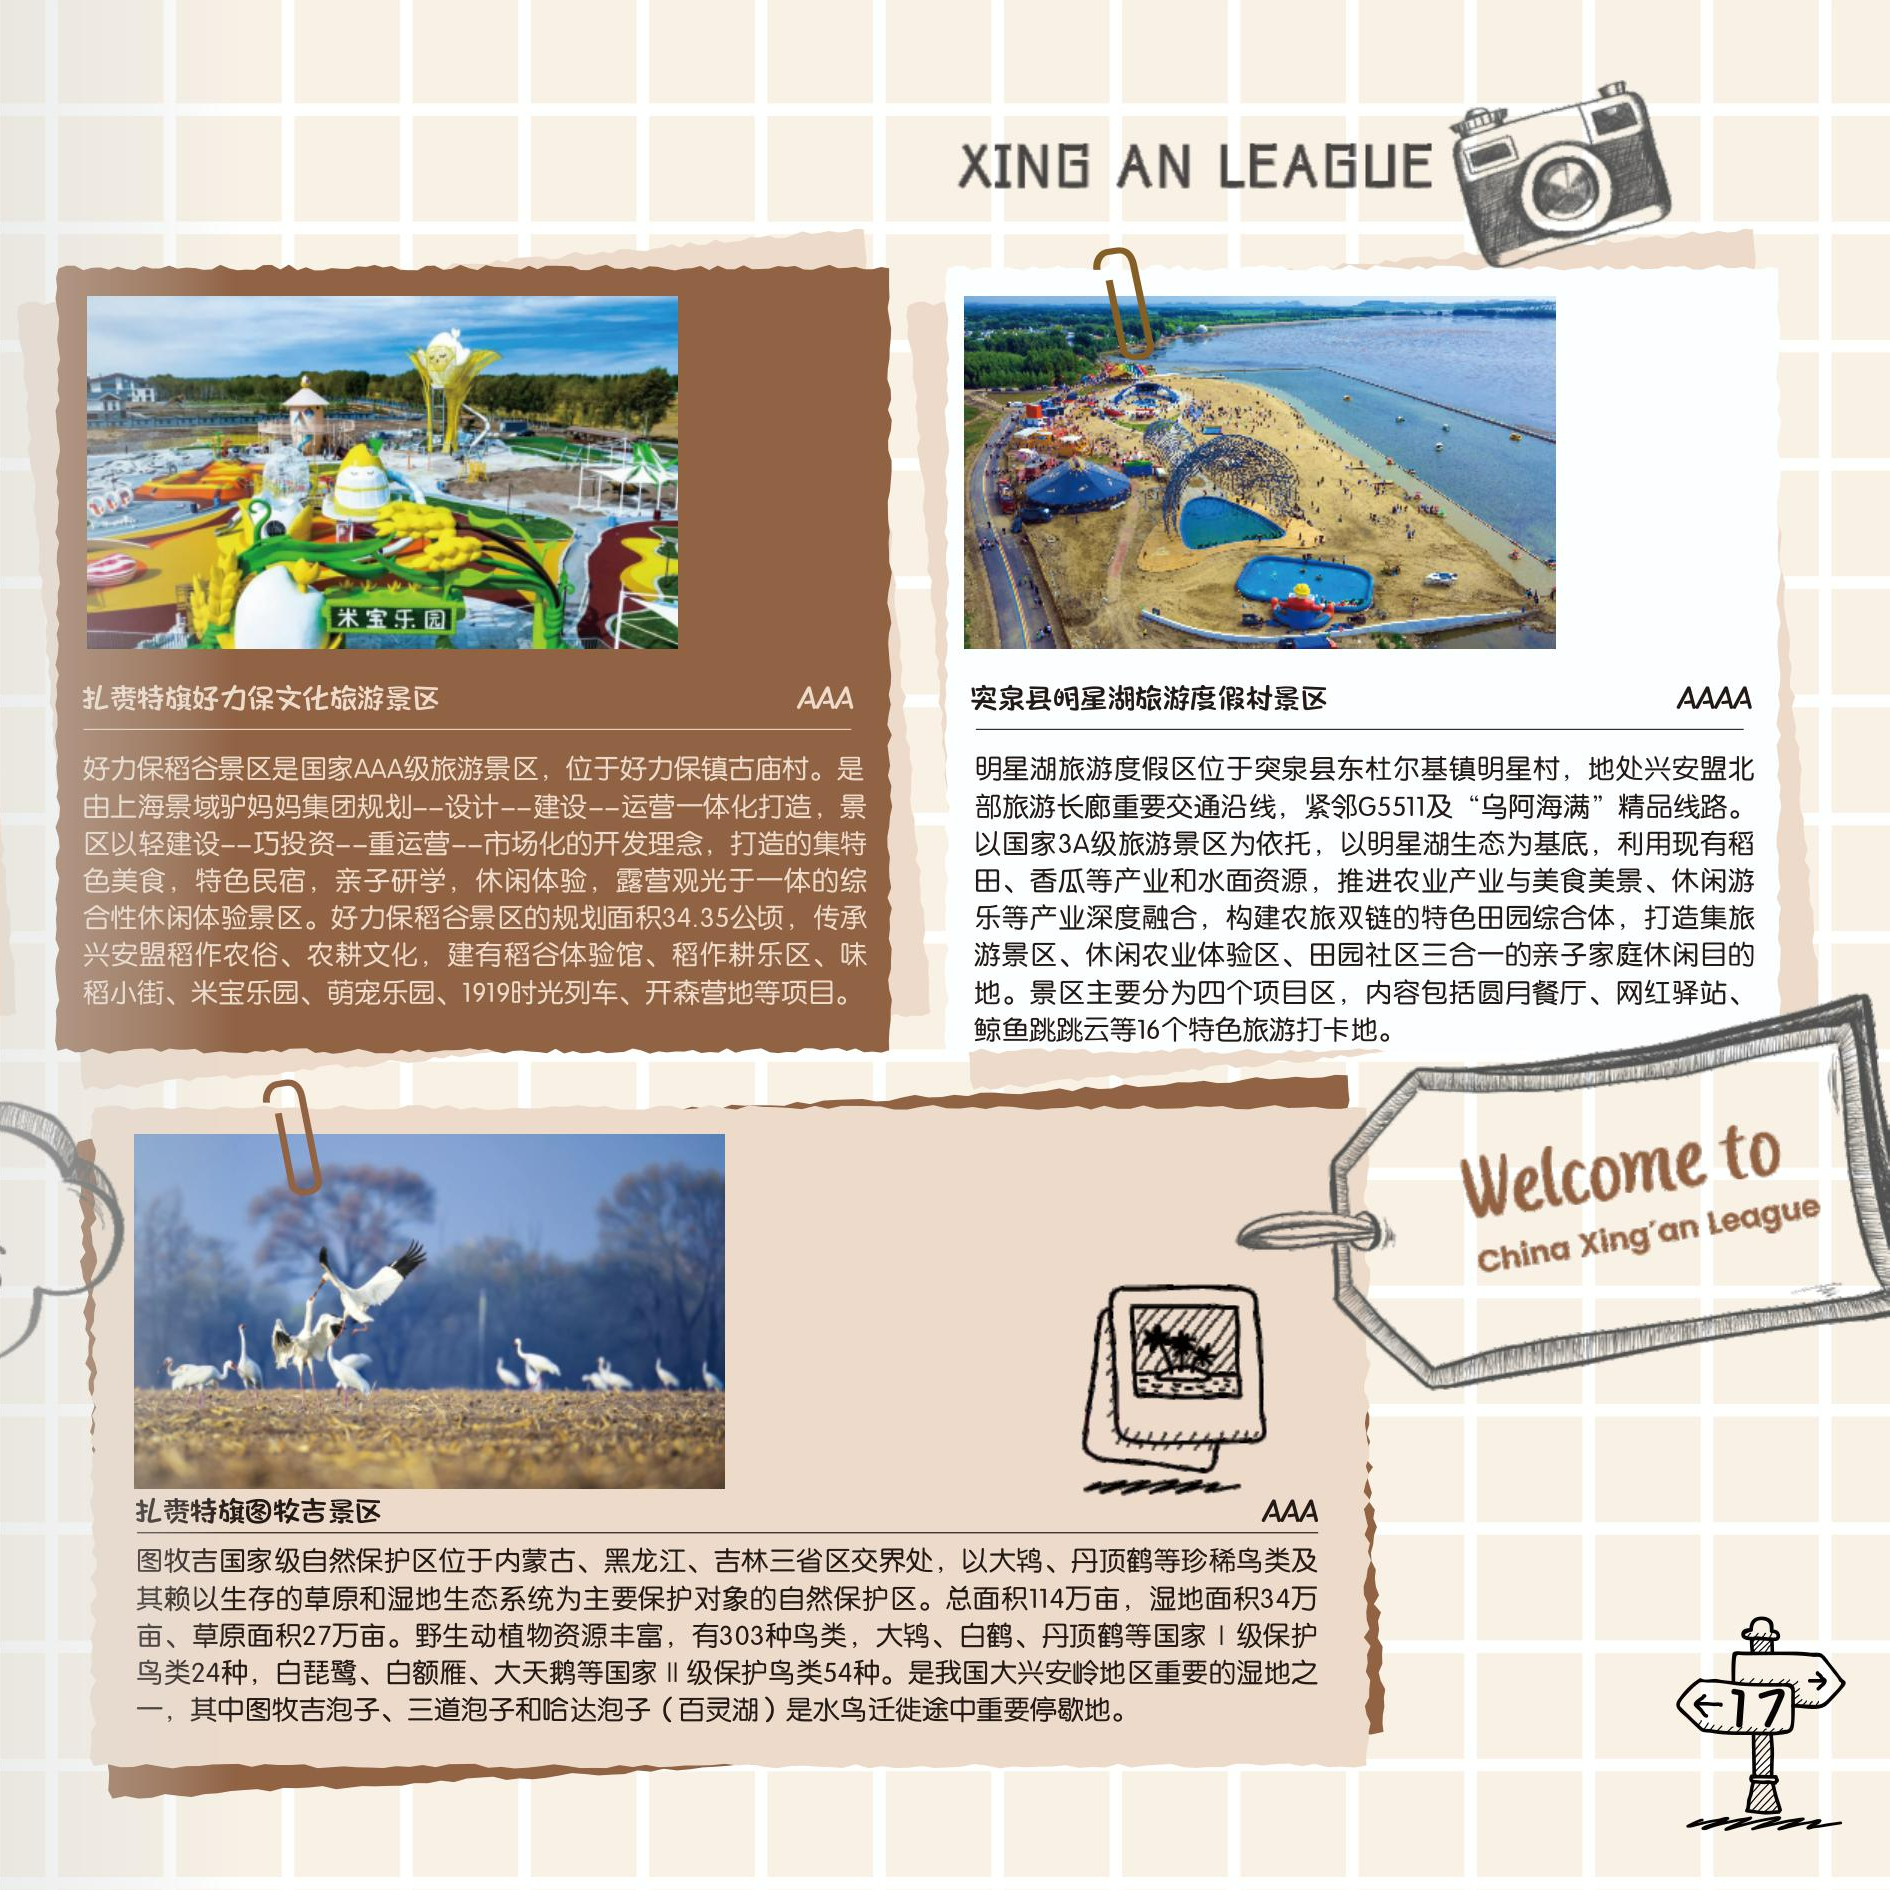 XING AN LEAGUE
米宝乐园
扎赉特旗好力保文化旅游景区 AAA
好力保稻谷景区是国家AAA级旅游景区，位于好力保镇古庙村。是
由上海景域驴妈妈集团规划--设计--建设--运营一体化打造，景
区以轻建设--巧投资--重运营--市场化的开发理念，打造的集特
色美食，特色民宿，亲子研学，休闲体验，露营观光于一体的综
合性休闲体验景区。好力保稻谷景区的规划面积34.35公顷，传承
兴安盟稻作农俗、农耕文化，建有稻谷体验馆、稻作耕乐区、味
稻小街、米宝乐园、萌宠乐园、1919时光列车、开森营地等项目。
突泉县明星湖旅游度假村景区 AAAA
明星湖旅游度假区位于突泉县东杜尔基镇明星村，地处兴安盟北
部旅游长廊重要交通沿线，紧邻G5511及“乌阿海满”精品线路。
以国家3A级旅游景区为依托，以明星湖生态为基底，利用现有稻
田、香瓜等产业和水面资源，推进农业产业与美食美景、休闲游
乐等产业深度融合，构建农旅双链的特色田园综合体，打造集旅
游景区、休闲农业体验区、田园社区三合一的亲子家庭休闲目的
地。景区主要分为四个项目区，内容包括圆月餐厅、网红驿站、
鲸鱼跳跳云等16个特色旅游打卡地。
Welcome to
China Xing'an League
扎赉特旗图牧吉景区 AAA
图牧吉国家级自然保护区位于内蒙古、黑龙江、吉林三省区交界处，以大鸨、丹顶鹤等珍稀鸟类及
其赖以生存的草原和湿地生态系统为主要保护对象的自然保护区。总面积114万亩，湿地面积34万
亩、草原面积27万亩。野生动植物资源丰富，有303种鸟类，大鸨、白鹤、丹顶鹤等国家Ⅰ级保护
鸟类24种，白琵鹭、白额雁、大天鹅等国家Ⅱ级保护鸟类54种。是我国大兴安岭地区重要的湿地之
一，其中图牧吉泡子、三道泡子和哈达泡子（百灵湖）是水鸟迁徙途中重要停歇地。
17